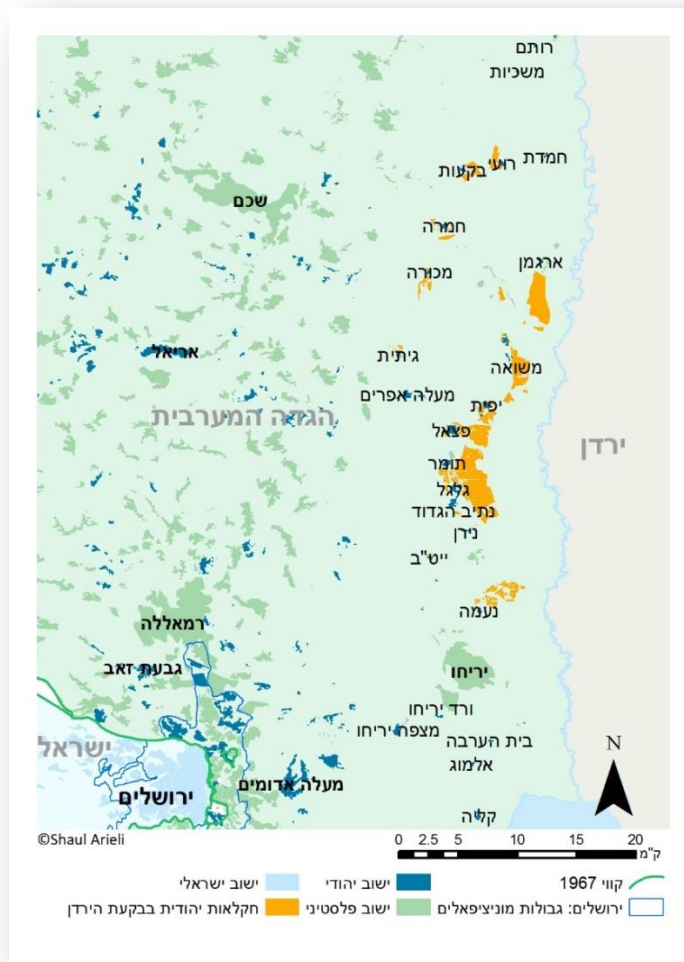 רותם
משכיות
חמדת
רועי
בקעות
שכם
חמרה
ארגמן
מכורה
משואה
גיתית
אריאל
מעלה אפרים
יפית
הגדה המערבית
פצאל
ירדן
תומר
גלגל
נתיב הגדוד
נירן
ייט"ב
נעמה
רמאללה
גבעת זאב
יריחו
ורד יריחו
מצפה יריחו
בית הערבה
ישראל
אלמוג
מעלה אדומים
ירושלים
קליה
N
©Shaul Arieli
0 2.5 5 10 15 20
ק"מ
קווי 1967
ישוב יהודי
ישוב ישראלי
ירושלים: גבולות מוניציפאלים
ישוב פלסטיני
חקלאות יהודית בבקעת הירדן